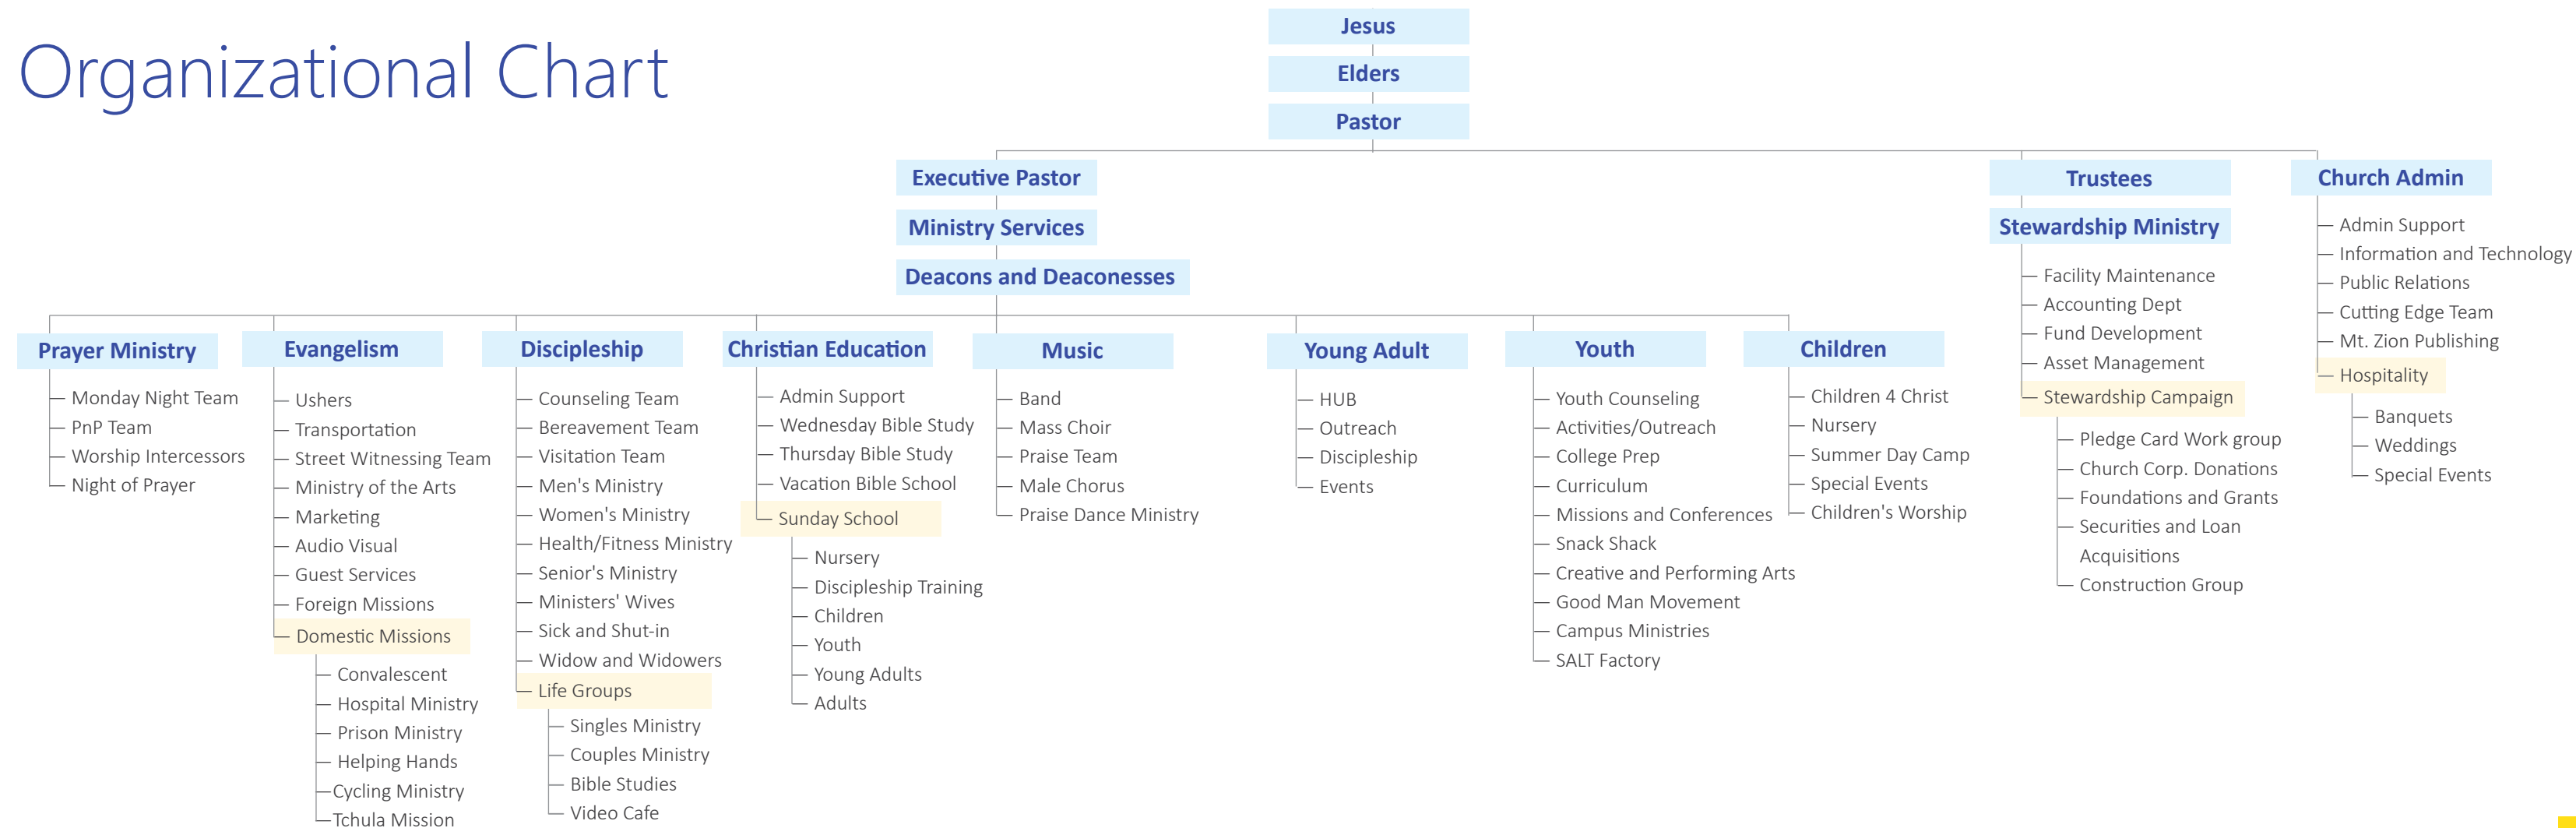 Organizational Chart
Jesus
Elders
Pastor
Executive Pastor
Ministry Services
Deacons and Deaconesses
Prayer Ministry
Monday Night Team
PnP Team
Worship Intercessors
Night of Prayer
Evangelism
Ushers
Transportation
Street Witnessing Team
Ministry of the Arts
Marketing
Audio Visual
Guest Services
Foreign Missions
Domestic Missions
Convalescent
Hospital Ministry
Prison Ministry
Helping Hands
Cycling Ministry
Tchula Mission
Discipleship
Counseling Team
Bereavement Team
Visitation Team
Men's Ministry
Women's Ministry
Health/Fitness Ministry
Senior's Ministry
Ministers' Wives
Sick and Shut-in
Widow and Widowers
Life Groups
Singles Ministry
Couples Ministry
Bible Studies
Video Cafe
Christian Education
Admin Support
Wednesday Bible Study
Thursday Bible Study
Vacation Bible School
Sunday School
Nursery
Discipleship Training
Children
Youth
Young Adults
Adults
Music
Band
Mass Choir
Praise Team
Male Chorus
Praise Dance Ministry
Young Adult
HUB
Outreach
Discipleship
Events
Youth
Youth Counseling
Activities/Outreach
College Prep
Curriculum
Missions and Conferences
Snack Shack
Creative and Performing Arts
Good Man Movement
Campus Ministries
SALT Factory
Children
Children 4 Christ
Nursery
Summer Day Camp
Special Events
Children's Worship
Trustees
Stewardship Ministry
Facility Maintenance
Accounting Dept
Fund Development
Asset Management
Stewardship Campaign
Pledge Card Work group
Church Corp. Donations
Foundations and Grants
Securities and Loan
Acquisitions
Construction Group
Church Admin
Admin Support
Information and Technology
Public Relations
Cutting Edge Team
Mt. Zion Publishing
Hospitality
Banquets
Weddings
Special Events